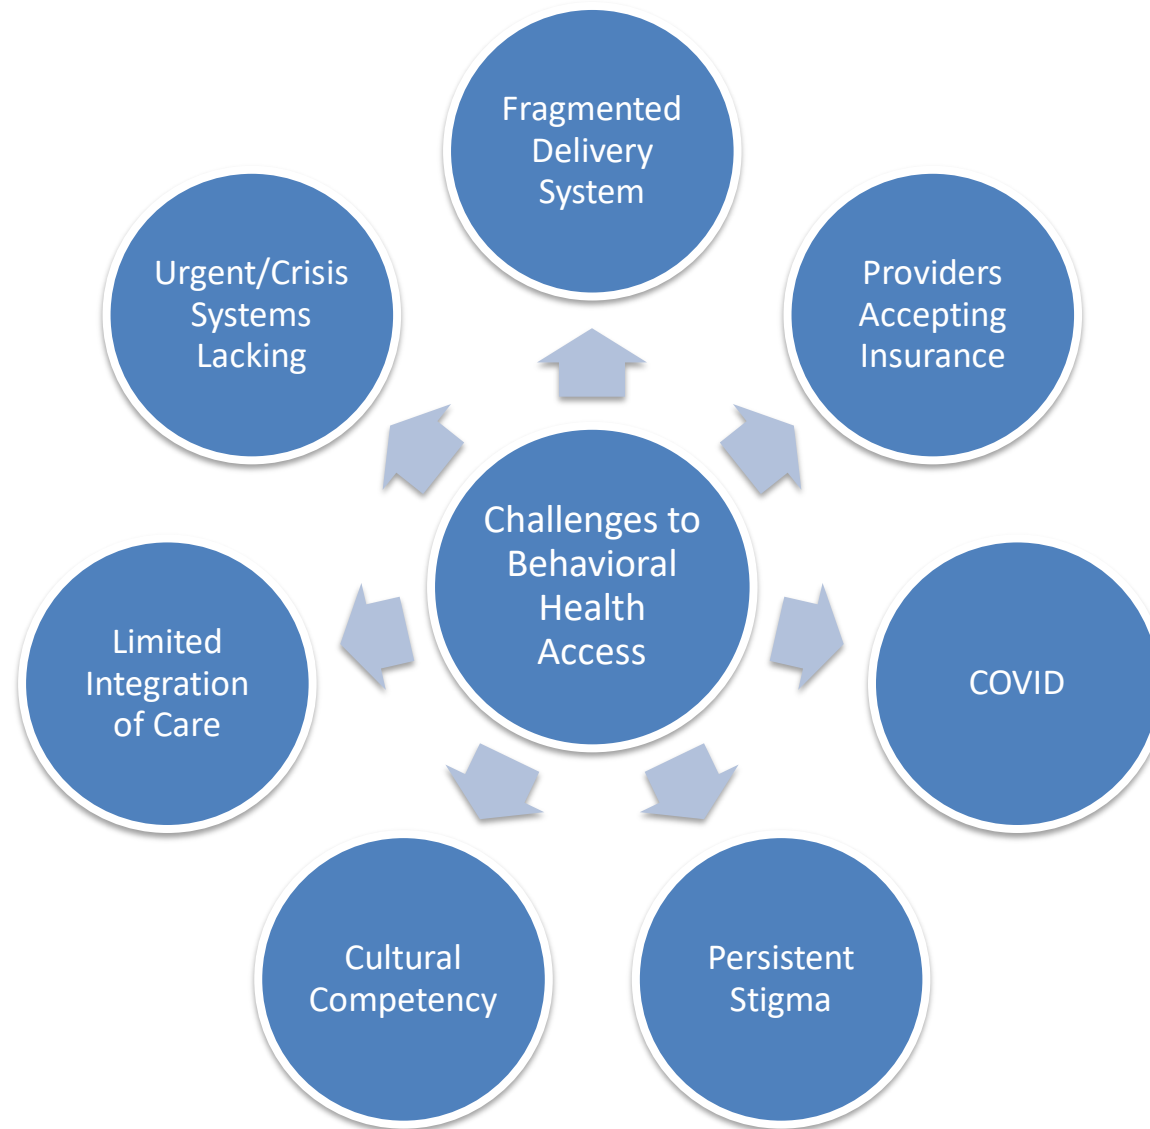 Fragmented
Delivery
System
Providers
Accepting
Insurance
COVID
Persistent
Stigma
Cultural
Competency
Limited
Integration
of Care
Urgent/Crisis
Systems
Lacking
Challenges to
Behavioral
Health
Access